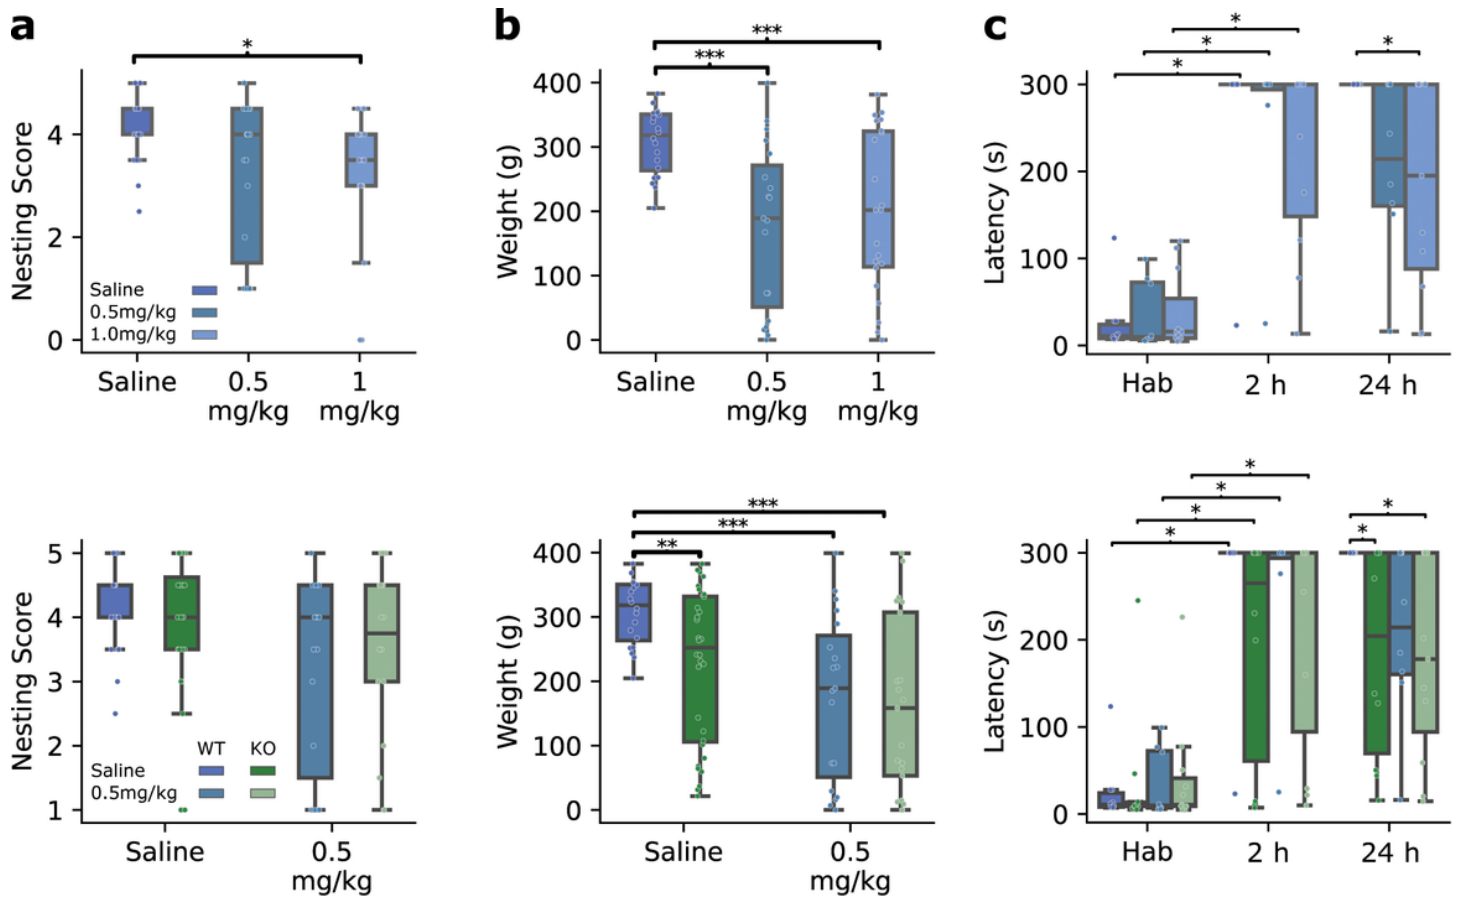 a
*
Nesting Score
4
2
0
Saline
0.5mg/kg
1.0mg/kg
Saline
0.5
mg/kg
1
mg/kg
b
***
***
Weight (g)
400
300
200
100
0
Saline
0.5
mg/kg
1
mg/kg
c
*
*
*
*
Latency (s)
300
200
100
0
Hab
2 h
24 h
Nesting Score
5
4
3
2
1
WT KO
Saline
0.5mg/kg
Saline
0.5
mg/kg
***
***
**
Weight (g)
400
300
200
100
0
Saline
0.5
mg/kg
*
*
*
*
*
*
Latency (s)
300
200
100
0
Hab
2 h
24 h